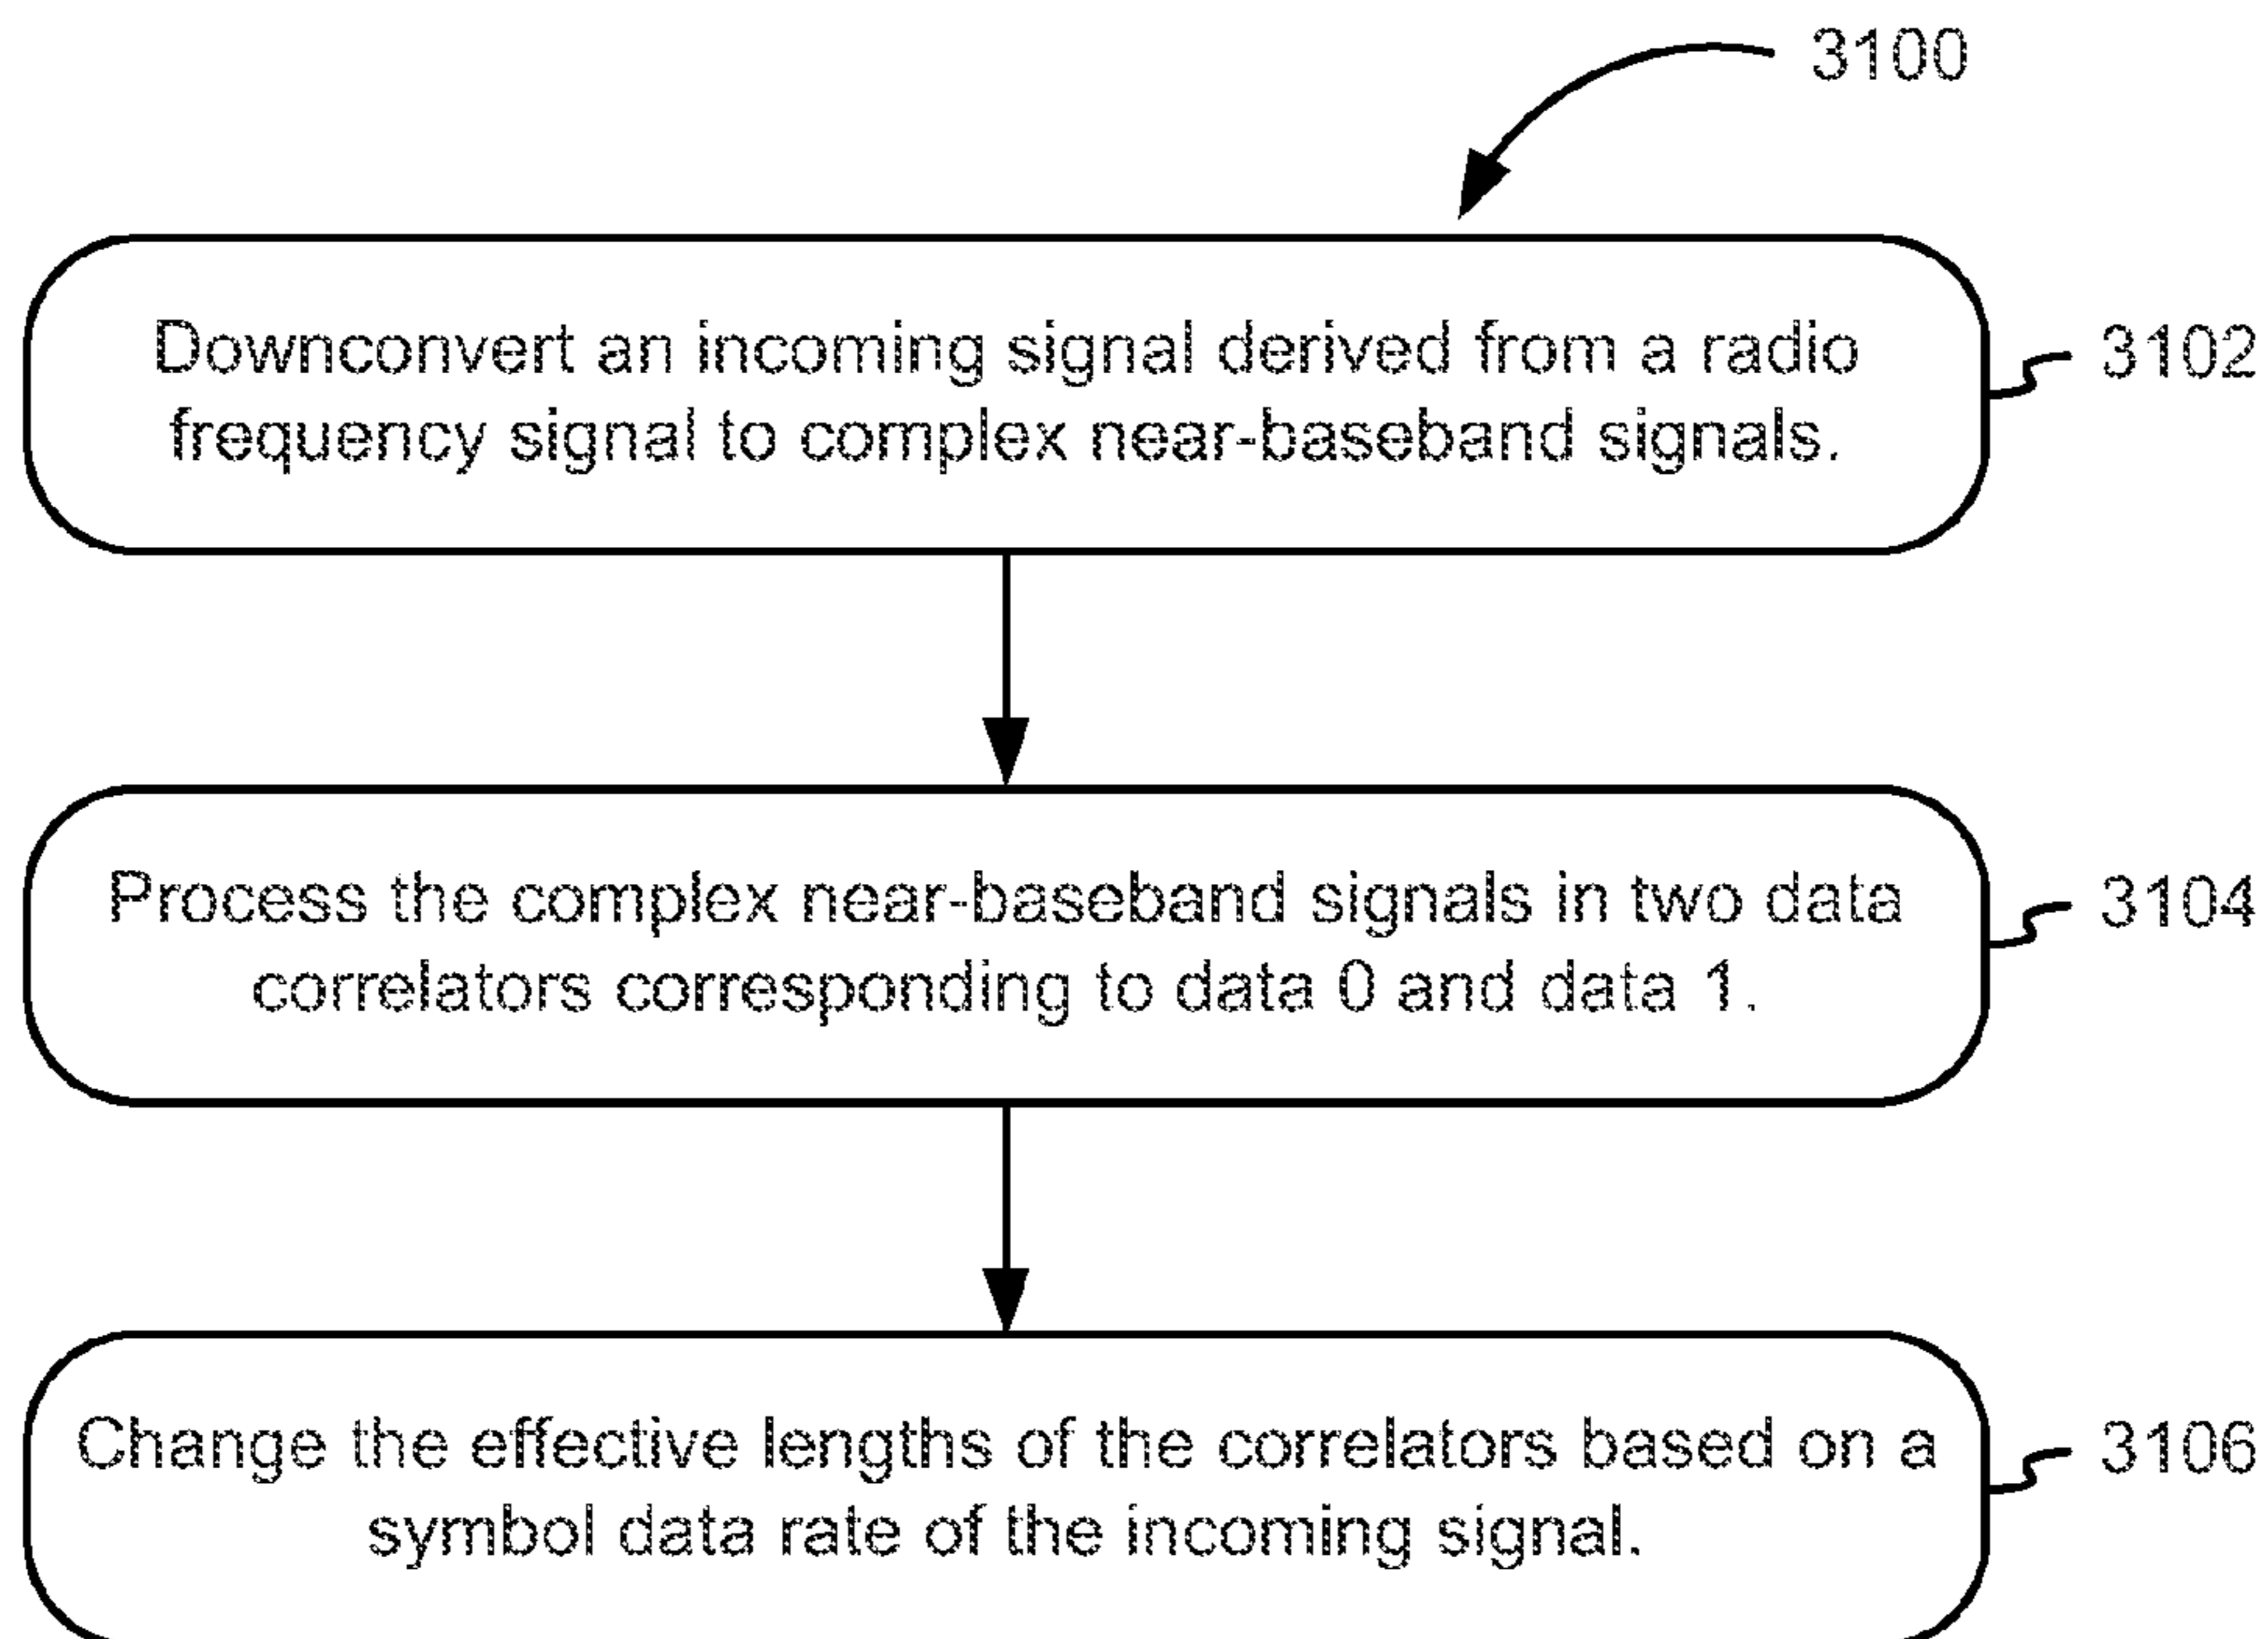 3100
Downconvert an incoming signal derived from a radio
frequency signal to complex near-baseband signals.
3102
Process the complex near-baseband signals in two data
correlators corresponding to data 0 and data 1.
3104
Change the effective lengths of the correlators based on a
symbol data rate of the incoming signal.
3106